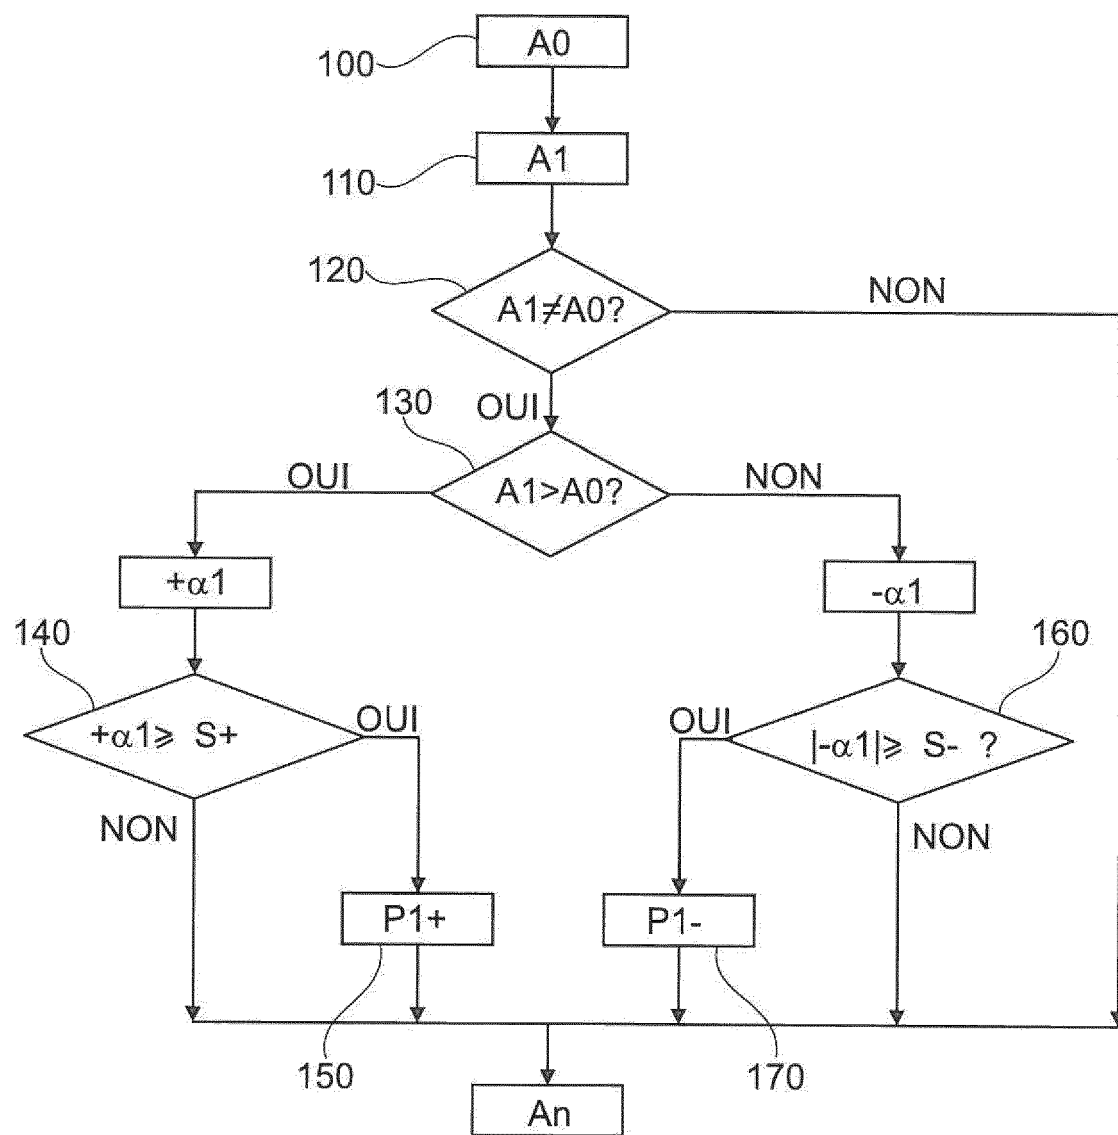 A0
100
A1
110
120
A1≠A0?
NON
OUI
130
A1>A0?
OUI
NON
+α1
-α1
140
160
+α1⩾ S+
OUI
OUI
|-α1|⩾ S- ?
NON
NON
P1+
P1-
150
170
An